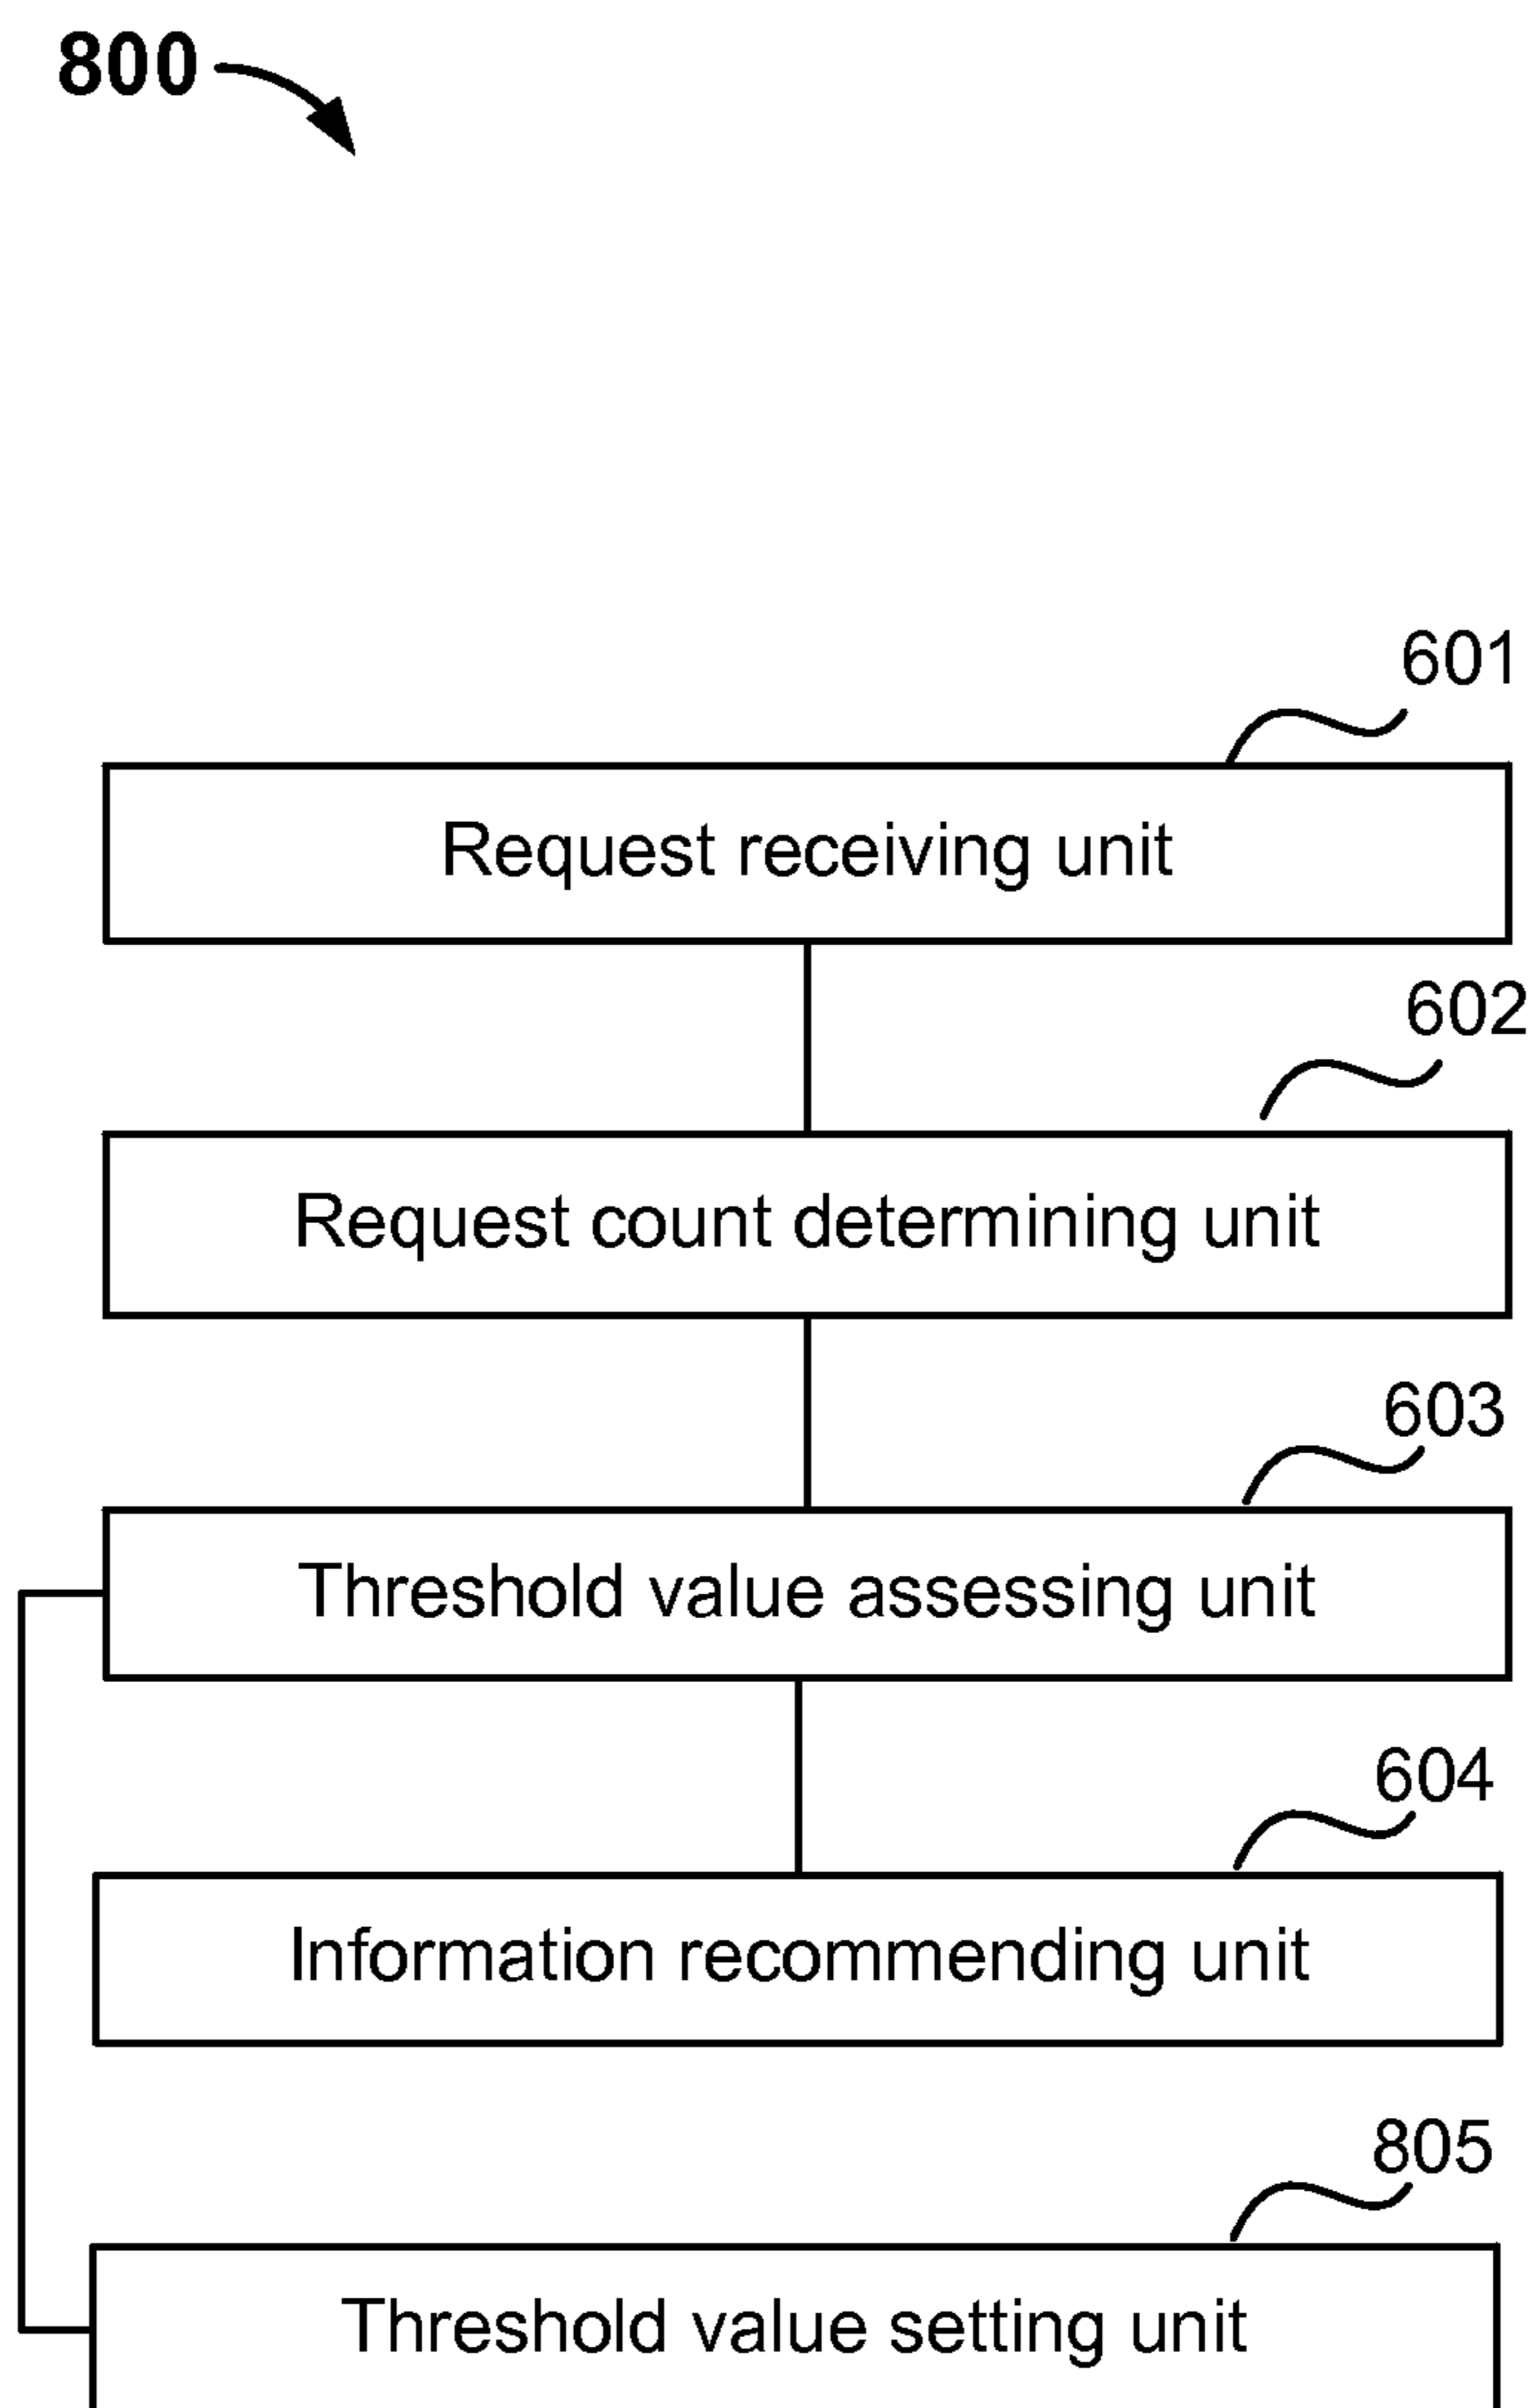 800
601
Request receiving unit
602
Request count determining unit
603
Threshold value assessing unit
604
Information recommending unit
805
Threshold value setting unit